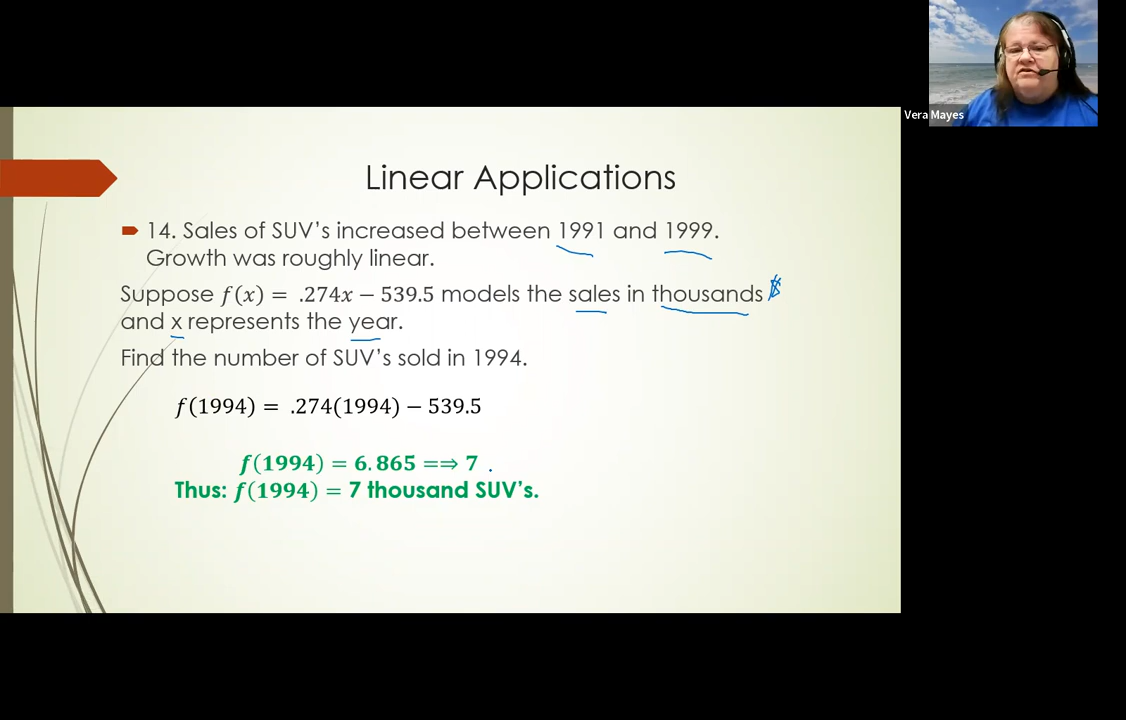 Vera Mayes
Linear Applications
14. Sales of SUV's increased between 1991 and 1999.
Growth was roughly linear.
Suppose f(x) = .274x − 539.5 models the sales in thousands $
and x represents the year.
Find the number of SUV's sold in 1994.
f(1994) = .274(1994) − 539.5
f(1994) = 6.865 ==> 7 .
Thus: f(1994) = 7 thousand SUV's.